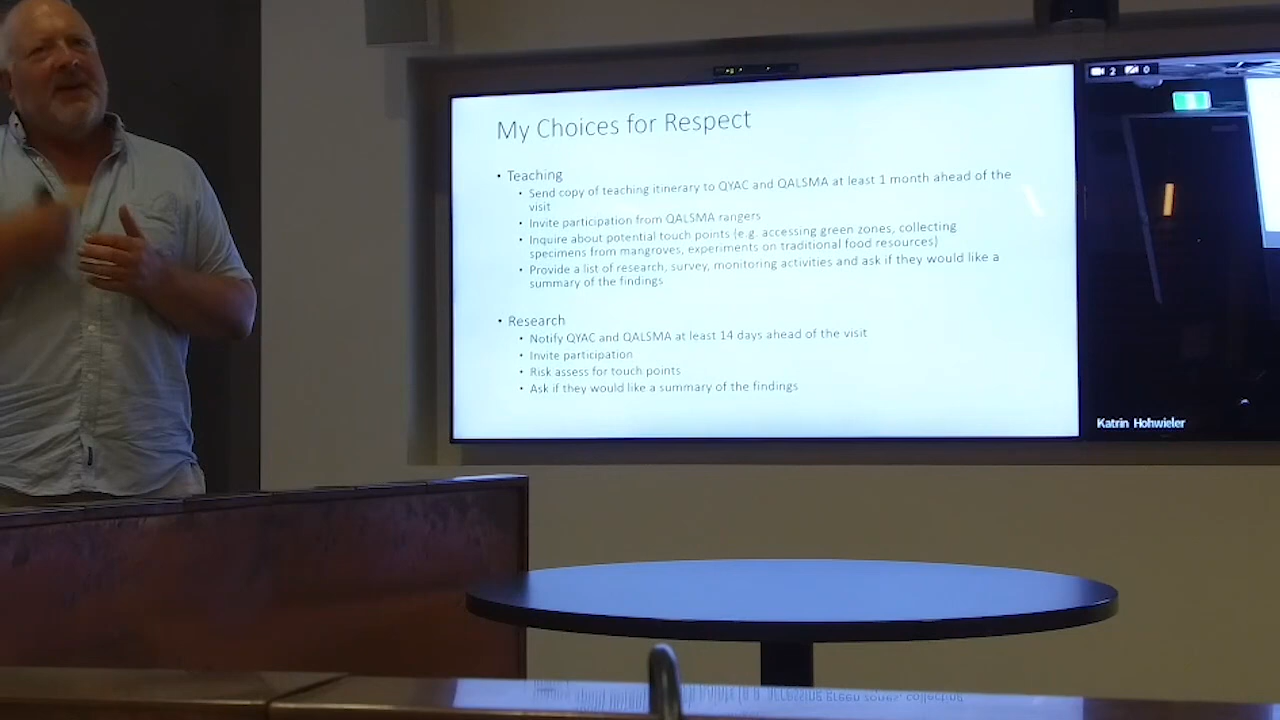 My Choices for Respect
• Teaching
• Send copy of teaching itinerary to QYAC and QALSMA at least 1 month ahead of the
visit
• Invite participation from QALSMA rangers
• Inquire about potential touch points (e.g. accessing green zones, collecting
specimens from mangroves, experiments on traditional food resources)
• Provide a list of research, survey, monitoring activities and ask if they would like a
summary of the findings
• Research
• Notify QYAC and QALSMA at least 14 days ahead of the visit
• Invite participation
• Risk assess for touch points
• Ask if they would like a summary of the findings
2 0
Katrin Hohwieler